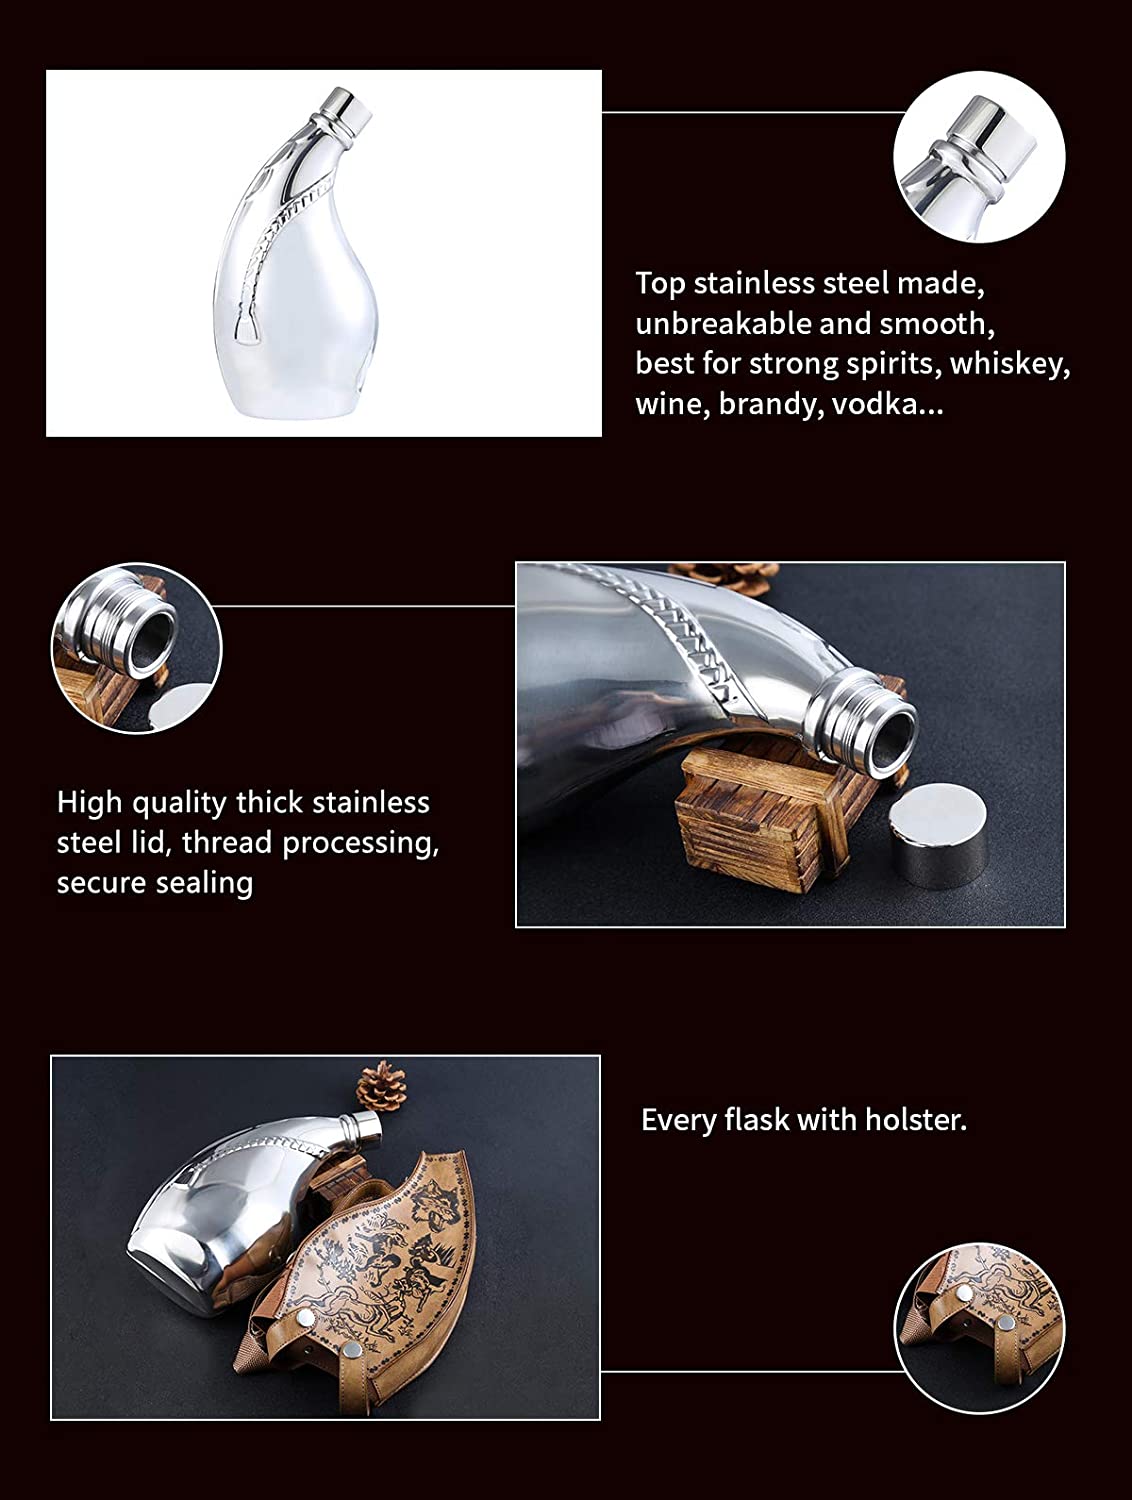 Top stainless steel made,
unbreakable and smooth,
best for strong spirits, whiskey,
wine, brandy, vodka...
High quality thick stainless
steel lid, thread processing,
secure sealing
Every flask with holster.